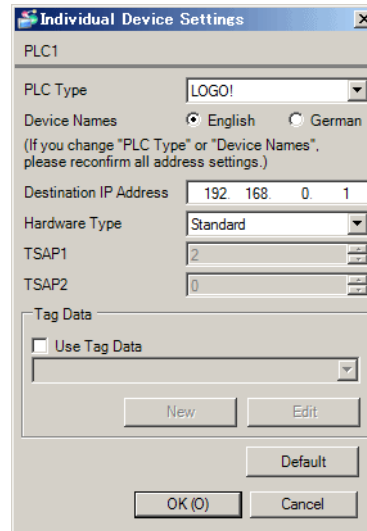 Individual Device Settings
PLC1
PLC Type LOGO!
Device Names English German
(If you change "PLC Type" or "Device Names",
please reconfirm all address settings.)
Destination IP Address 192. 168. 0. 1
Hardware Type Standard
TSAP1 2
TSAP2 0
Tag Data
Use Tag Data
New Edit
Default
OK (O) Cancel